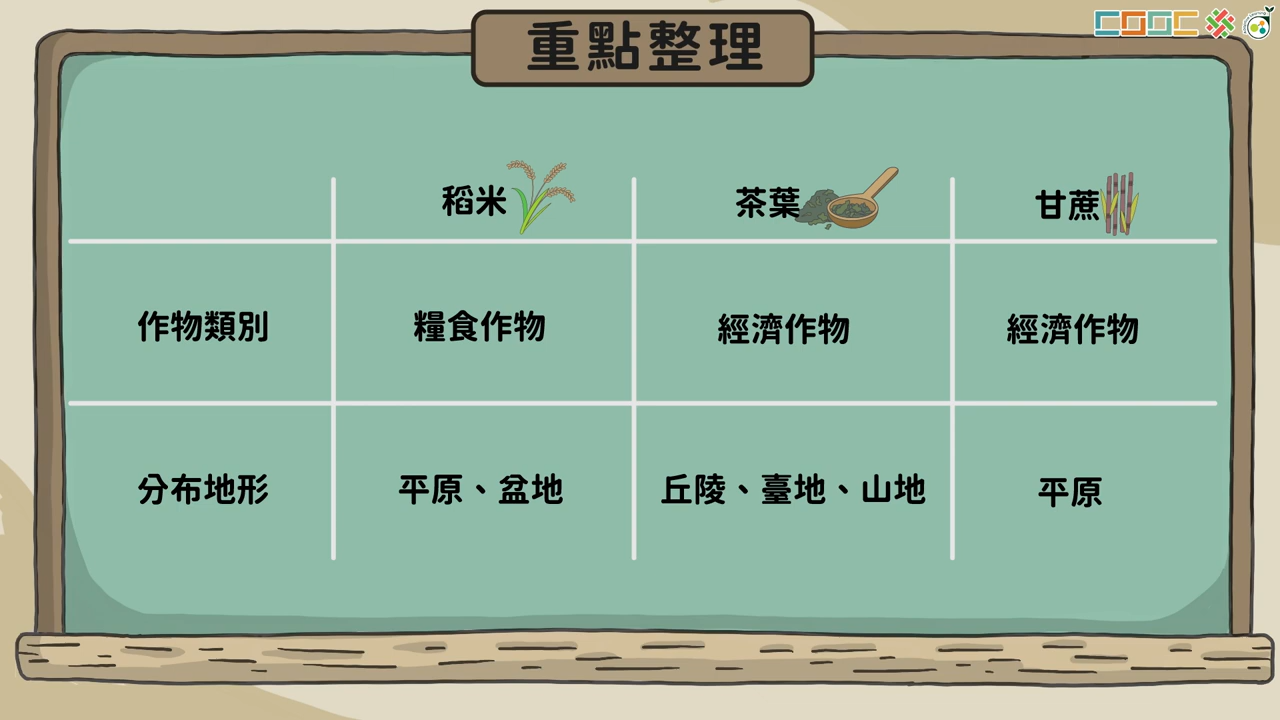 重點整理
COOC
稻米 茶葉 甘蔗
作物類別 糧食作物 經濟作物 經濟作物
分布地形 平原、盆地 丘陵、臺地、山地 平原